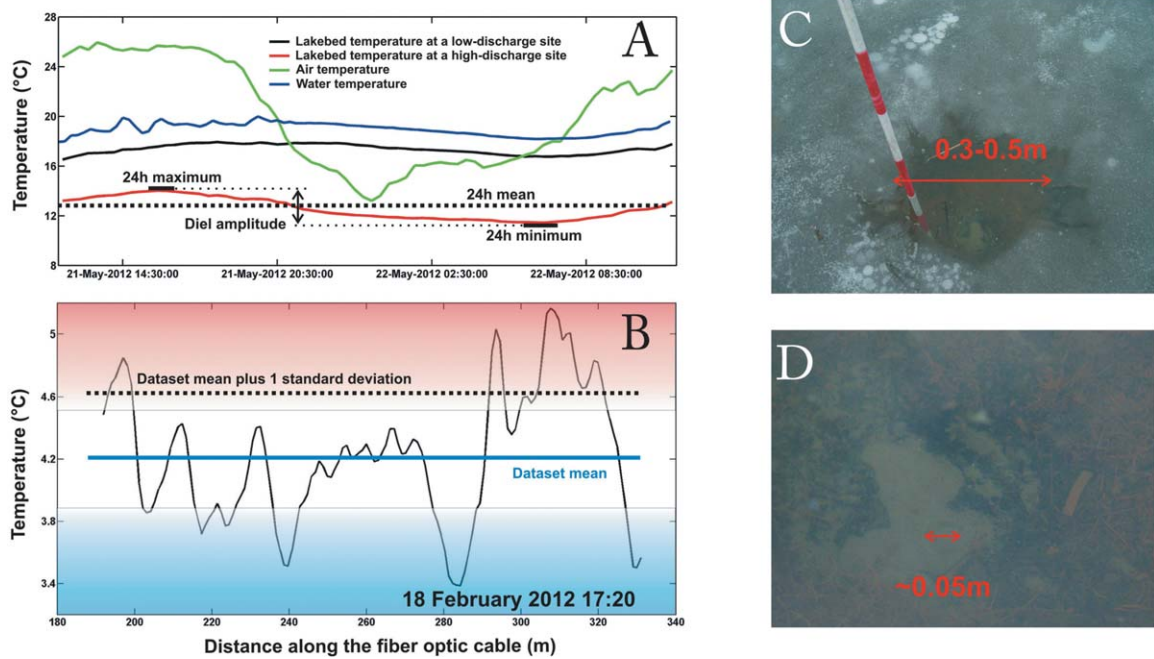 A
28
24
20
16
12
8
Temperature (°C)
Lakebed temperature at a low-discharge site
Lakebed temperature at a high-discharge site
Air temperature
Water temperature
24h maximum
24h mean
Diel amplitude
24h minimum
21-May-2012 14:30:00
21-May-2012 20:30:00
22-May-2012 02:30:00
22-May-2012 08:30:00
B
5
4.6
4.2
3.8
3.4
Temperature (°C)
Dataset mean plus 1 standard deviation
Dataset mean
18 February 2012 17:20
180 200 220 240 260 280 300 320 340
Distance along the fiber optic cable (m)
C
0.3-0.5m
D
~0.05m